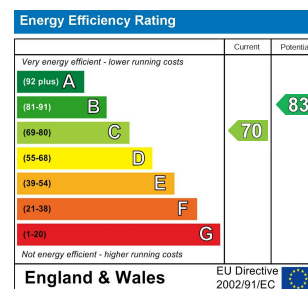 Energy Efficiency Rating
Current Potentia
Very energy efficient - lower running costs
(92 plus) A
(81-91) B
83
(69-80) C
70
(55-68) D
(39-54) E
(21-38) F
(1-20) G
Not energy efficient - higher running costs
England & Wales
EU Directive
2002/91/EC